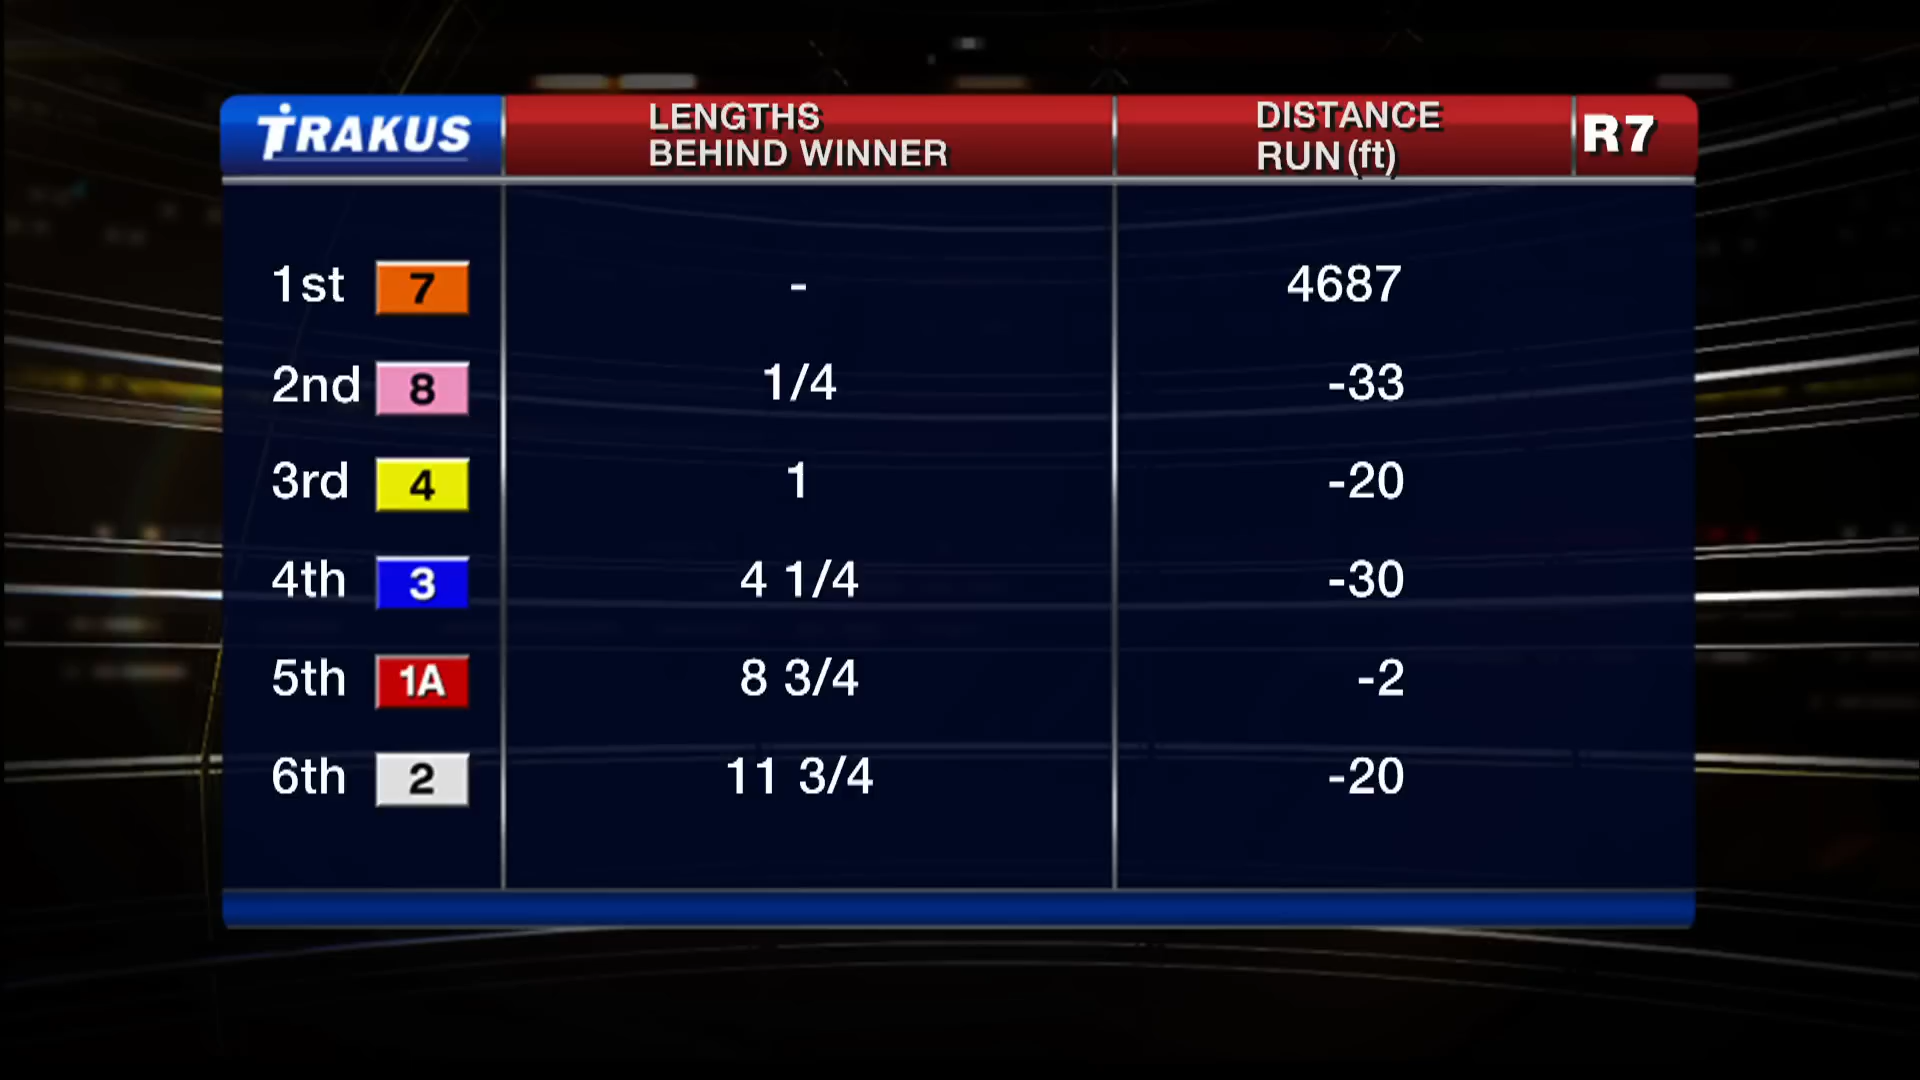 TRAKUS
LENGTHS
BEHIND WINNER
DISTANCE
RUN (ft)
R7
1st 7 - 4687
2nd 8 1/4 -33
3rd 4 1 -20
4th 3 4 1/4 -30
5th 1A 8 3/4 -2
6th 2 11 3/4 -20